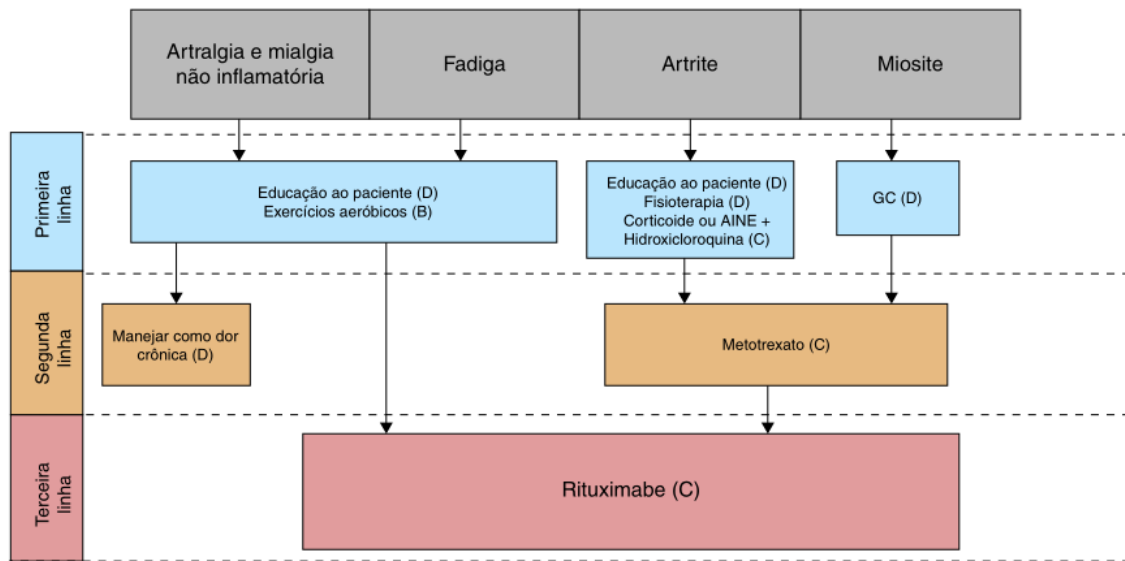 Artralgia e mialgia
não inflamatória
Fadiga
Artrite
Miosite
Primeira
linha
Educação ao paciente (D)
Exercícios aeróbicos (B)
Educação ao paciente (D)
Fisioterapia (D)
Corticoide ou AINE +
Hidroxicloroquina (C)
GC (D)
Segunda
linha
Manejar como dor
crônica (D)
Metotrexato (C)
Terceira
linha
Rituximabe (C)